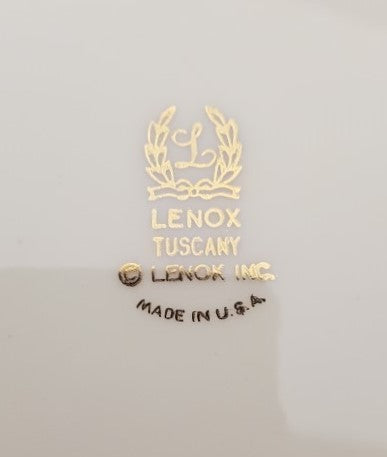 L
LENOX
TUSCANY
© LENOX INC.
MADE IN U.S.A.